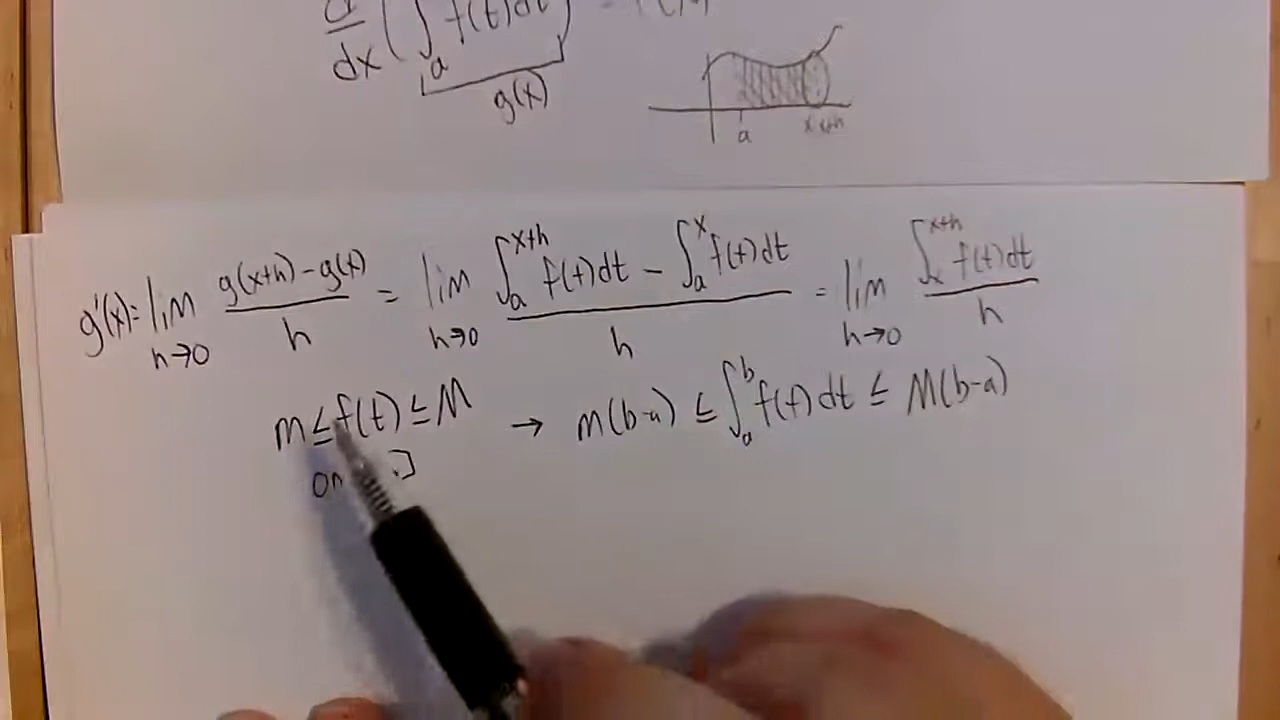 d/dx (∫_a f(t)dt)
g(x)
a x x+h
g'(x) = lim_{h→0} (g(x+h) - g(x))/h = lim_{h→0} (∫_a^{x+h} f(t)dt - ∫_a^x f(t)dt)/h = lim_{h→0} (∫_x^{x+h} f(t)dt)/h
m ≤ f(t) ≤ M → m(b-a) ≤ ∫_a^b f(t)dt ≤ M(b-a)
on ]